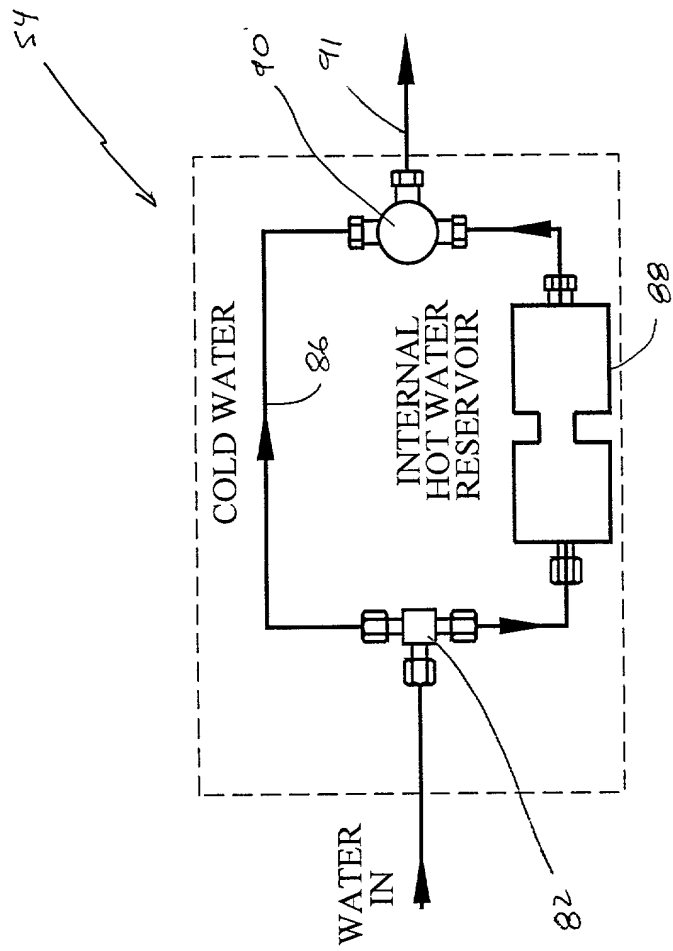 54
90
91
COLD WATER
86
INTERNAL
HOT WATER
RESERVOIR
88
WATER
IN
82